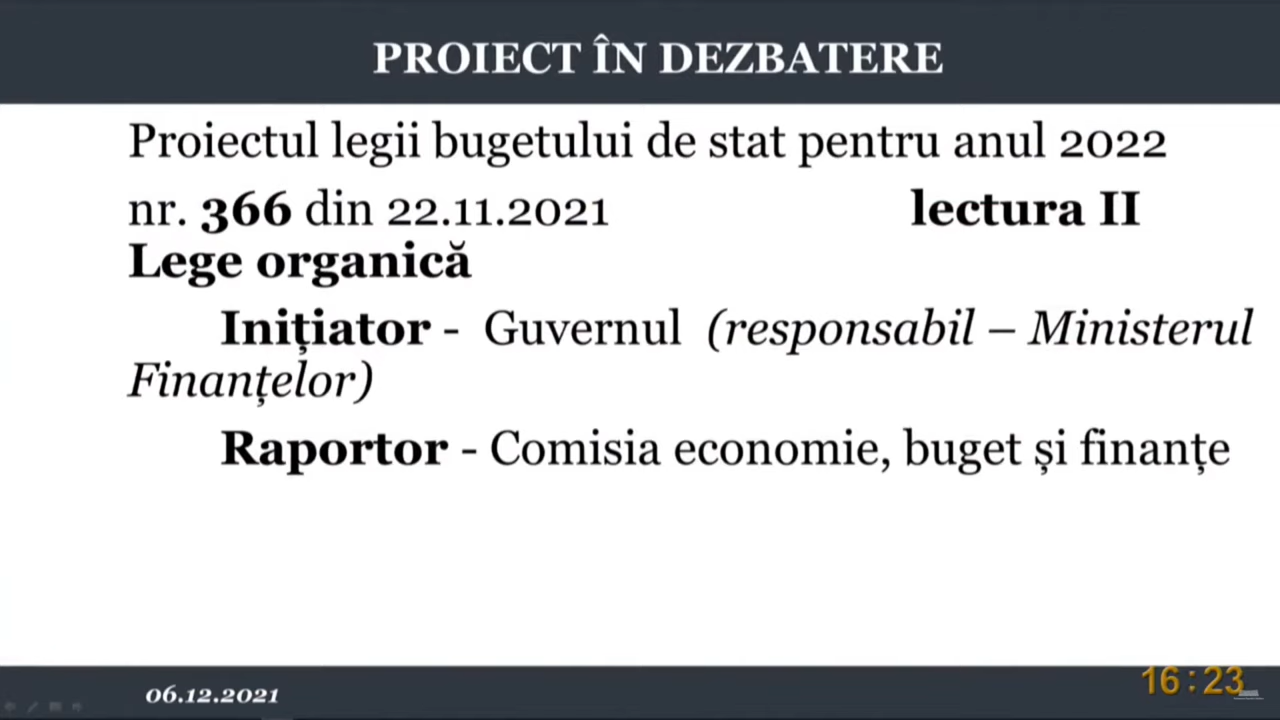 PROIECT ÎN DEZBATERE
Proiectul legii bugetului de stat pentru anul 2022
nr. 366 din 22.11.2021 lectura II
Lege organică
Inițiator - Guvernul (responsabil – Ministerul
Finanțelor)
Raportor - Comisia economie, buget și finanțe
06.12.2021
16:23